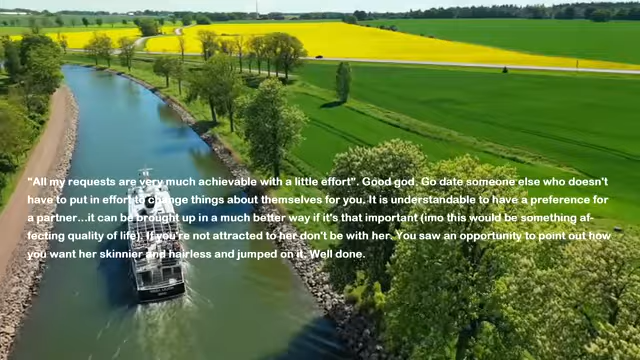 "All my requests are very much achievable with a little effort". Good god. Go date someone else who doesn't
have to put in effort to change things about themselves for you. It is understandable to have a preference for
a partner...it can be brought up in a much better way if it's that important (imo this would be something af-
fecting quality of life). If you're not attracted to her don't be with her. You saw an opportunity to point out how
you want her skinnier and hairless and jumped on it. Well done.